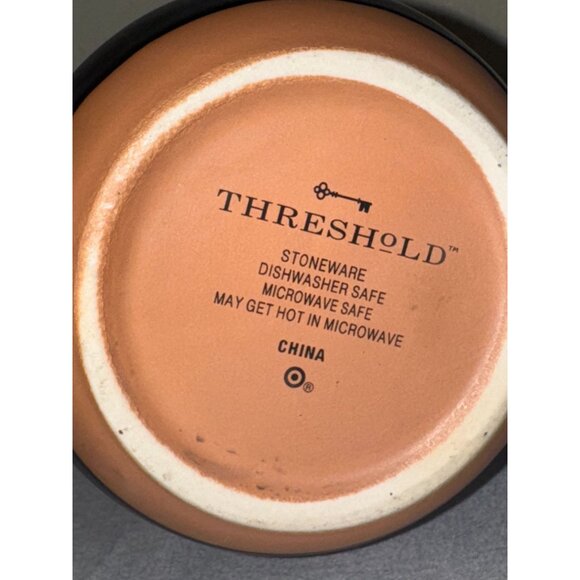 THRESHOLD™
STONEWARE
DISHWASHER SAFE
MICROWAVE SAFE
MAY GET HOT IN MICROWAVE
CHINA
®